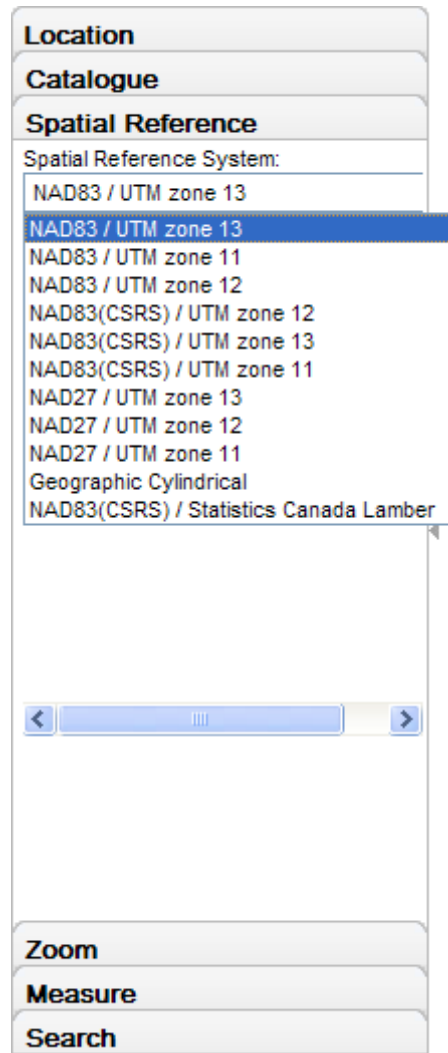 Location
Catalogue
Spatial Reference
Spatial Reference System:
NAD83 / UTM zone 13
NAD83 / UTM zone 13
NAD83 / UTM zone 11
NAD83 / UTM zone 12
NAD83(CSRS) / UTM zone 12
NAD83(CSRS) / UTM zone 13
NAD83(CSRS) / UTM zone 11
NAD27 / UTM zone 13
NAD27 / UTM zone 12
NAD27 / UTM zone 11
Geographic Cylindrical
NAD83(CSRS) / Statistics Canada Lamber
Zoom
Measure
Search